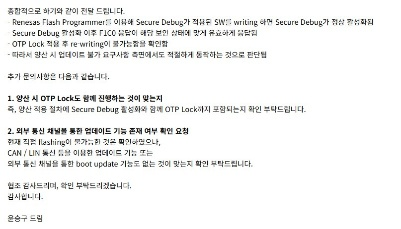 종합적으로 하기와 같이 전달 드립니다.
- Renesas Flash Programmer를 이용해 Secure Debug가 적용된 SW를 writing 하면 Secure Debug가 정상 활성화됨
- Secure Debug 활성화 이후 F1C0 응답이 해당 보안 상태에 맞게 유효하게 응답됨
- OTP Lock 적용 후 re-writing이 불가능함을 확인함
- 따라서 양산 시 업데이트 불가 요구사항 측면에서도 적절하게 동작하는 것으로 판단됨
추가 문의사항은 다음과 같습니다.
1. 양산 시 OTP Lock도 함께 진행하는 것이 맞는지
즉, 양산 적용 절차에 Secure Debug 활성화와 함께 OTP Lock까지 포함되는지 확인 부탁드립니다.
2. 외부 통신 채널을 통한 업데이트 기능 존재 여부 확인 요청
현재 직접 flashing이 불가능한 것은 확인하였으나,
CAN / LIN 통신 등을 이용한 업데이트 기능 또는
외부 통신 채널을 통한 boot update 기능도 없는 것이 맞는지 확인 부탁드립니다.
협조 감사드리며, 확인 부탁드리겠습니다.
감사합니다.
윤승구 드림